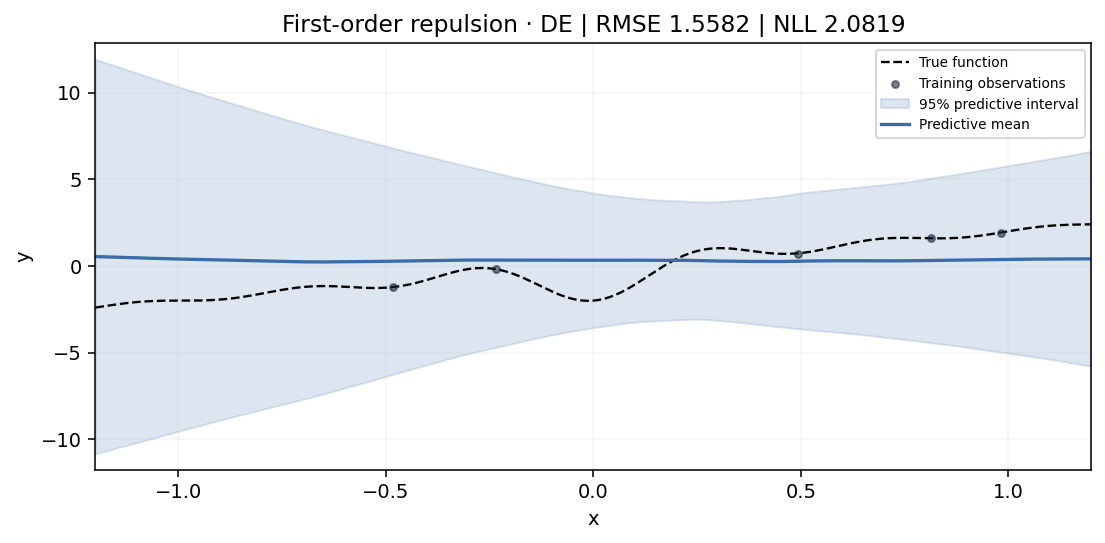 First-order repulsion · DE | RMSE 1.5582 | NLL 2.0819
True function
Training observations
95% predictive interval
Predictive mean
y
10
5
0
−5
−10
−1.0
−0.5
0.0
0.5
1.0
x